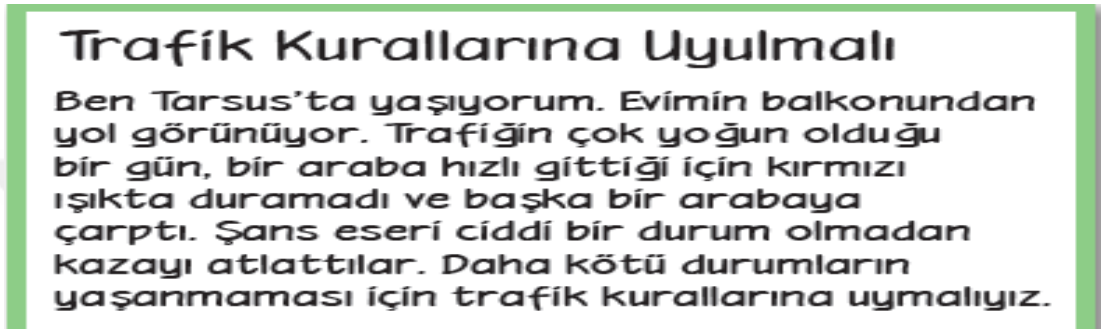 Trafik Kurallarına Uyulmalı
Ben Tarsus'ta yaşıyorum. Evimin balkonundan
yol görünüyor. Trafiğin çok yoğun olduğu
bir gün, bir araba hızlı gittiği için kırmızı
ışıkta duramadı ve başka bir arabaya
çarptı. Şans eseri ciddi bir durum olmadan
kazayı atlattılar. Daha kötü durumların
yaşanmaması için trafik kurallarına uymalıyız.